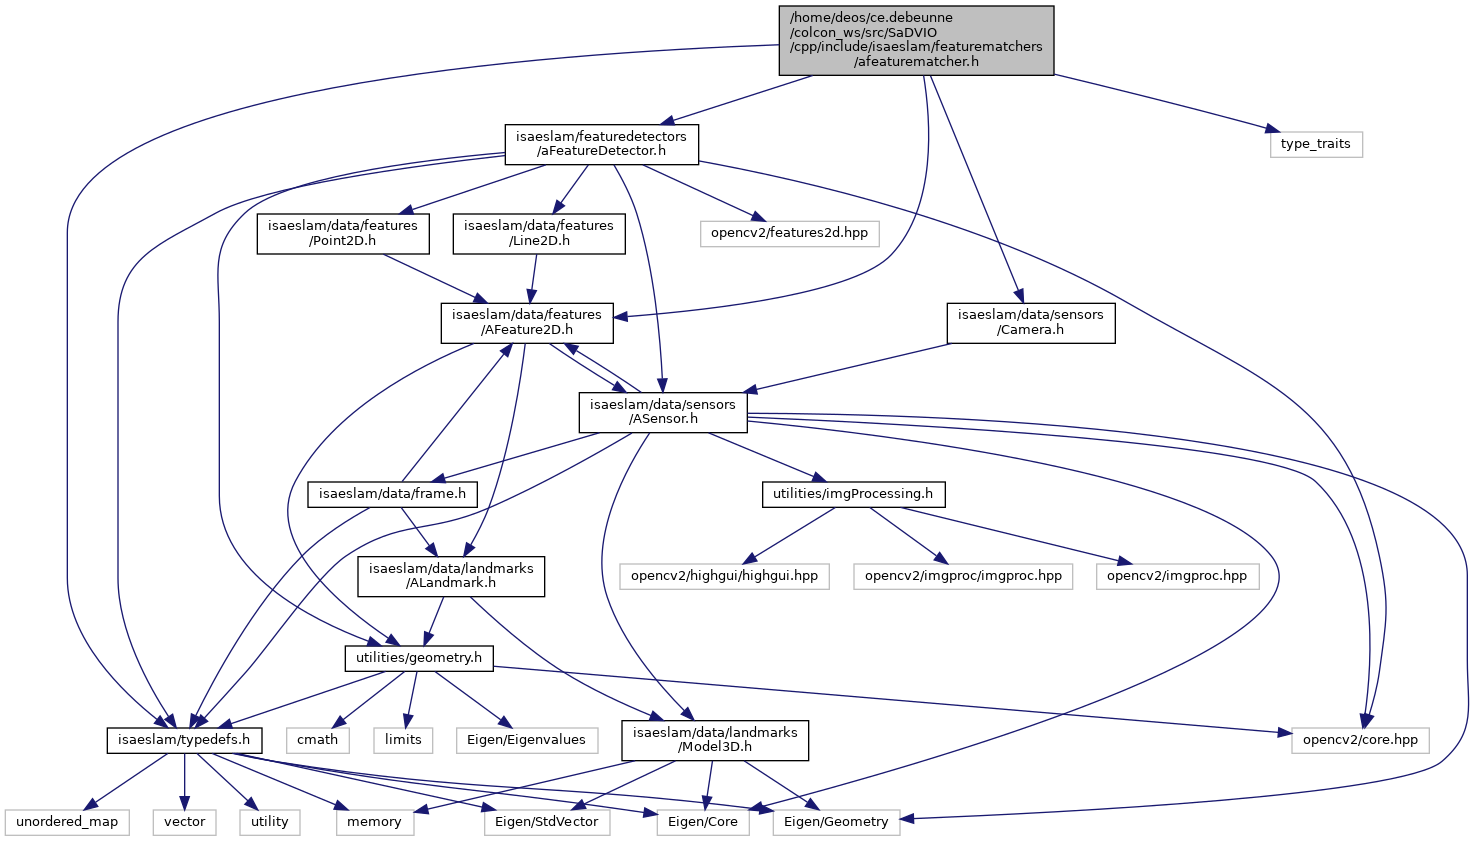 /home/deos/ce.debeunne
/colcon_ws/src/SaDVIO
/cpp/include/isaeslam/featurematchers
/afeaturematcher.h
isaeslam/featuredetectors
/aFeatureDetector.h
type_traits
isaeslam/data/features
/Point2D.h
isaeslam/data/features
/Line2D.h
opencv2/features2d.hpp
isaeslam/data/features
/AFeature2D.h
isaeslam/data/sensors
/Camera.h
isaeslam/data/sensors
/ASensor.h
isaeslam/data/frame.h
utilities/imgProcessing.h
isaeslam/data/landmarks
/ALandmark.h
opencv2/highgui/highgui.hpp
opencv2/imgproc/imgproc.hpp
opencv2/imgproc.hpp
utilities/geometry.h
isaeslam/typedefs.h
cmath
limits
Eigen/Eigenvalues
isaeslam/data/landmarks
/Model3D.h
opencv2/core.hpp
unordered_map
vector
utility
memory
Eigen/StdVector
Eigen/Core
Eigen/Geometry